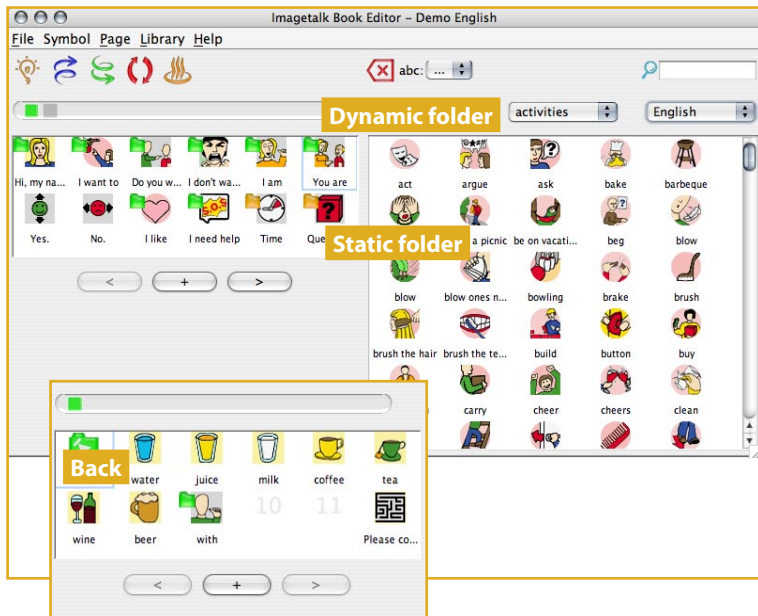 Imagetalk Book Editor – Demo English
File Symbol Page Library Help
abc: ...
Dynamic folder
activities
English
Hi, my na... I want to Do you w... I don't wa... I am You are
Yes. No. I like I need help Time Que
S.O.S
Static folder
< + >
act argue ask bake barbeque
a picnic be on vacati... beg blow
blow blow ones n... bowling brake brush
brush the hair brush the te... build button buy
carry cheer cheers clean
Back
water juice milk coffee tea
10 11
wine beer with Please co...
< + >